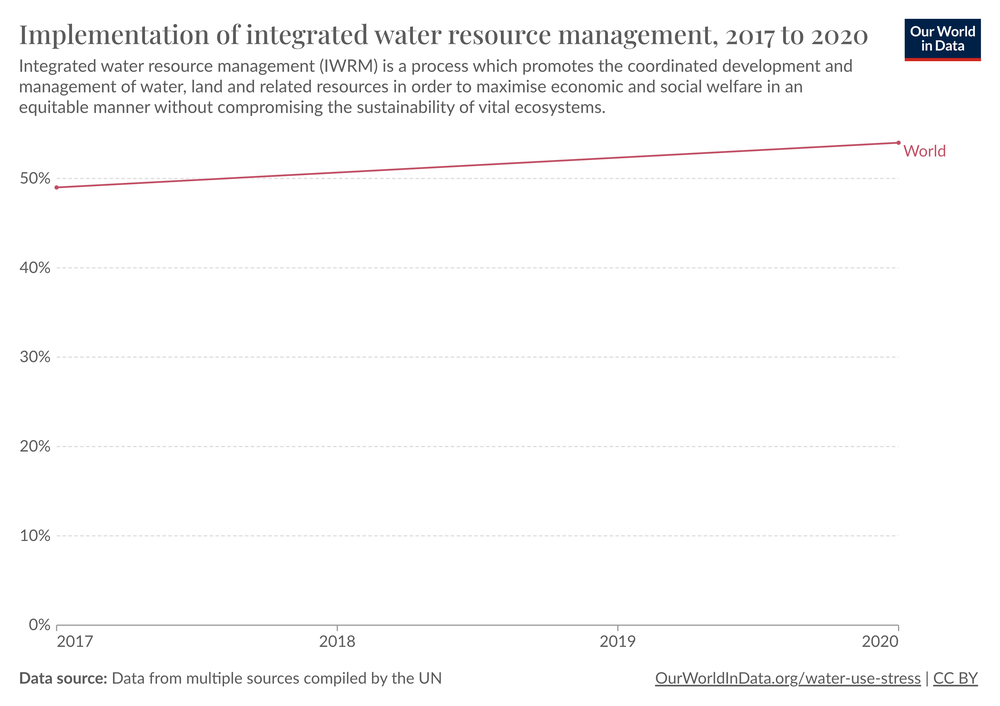 Implementation of integrated water resource management, 2017 to 2020
Our World
in Data
Integrated water resource management (IWRM) is a process which promotes the coordinated development and
management of water, land and related resources in order to maximise economic and social welfare in an
equitable manner without compromising the sustainability of vital ecosystems.
World
50%
40%
30%
20%
10%
0%
2017 2018 2019 2020
Data source: Data from multiple sources compiled by the UN
OurWorldInData.org/water-use-stress | CC BY